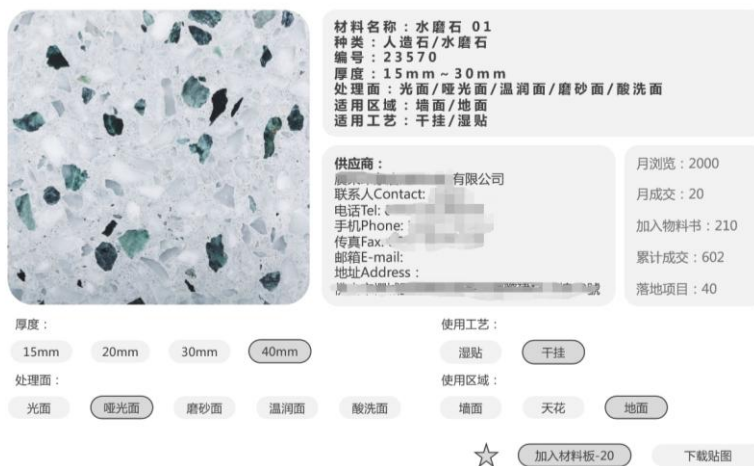 材料名称：水磨石 01
种类：人造石/水磨石
编号：23570
厚度：15mm~30mm
处理面：光面/哑光面/温润面/磨砂面/酸洗面
适用区域：墙面/地面
适用工艺：干挂/湿贴
供应商：
有限公司
联系人Contact:
电话Tel:
手机Phone:
传真Fax:
邮箱E-mail:
地址Address：
號
月浏览：2000
月成交：20
加入物料书：210
累计成交：602
落地项目：40
厚度：
15mm 20mm 30mm 40mm
处理面：
光面 哑光面 磨砂面 温润面 酸洗面
使用工艺：
湿贴 干挂
使用区域：
墙面 天花 地面
加入材料板-20 下载贴图